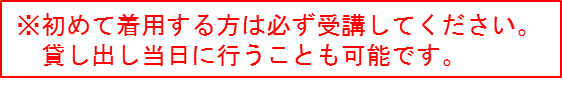 ※初めて着用する方は必ず受講してください。
貸し出し当日に行うことも可能です。